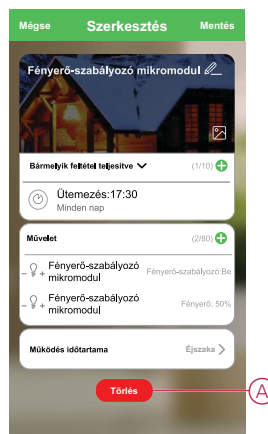 Mégse Szerkesztés Mentés
Fényerő-szabályozó mikromodul
Bármelyik feltétel teljesítve (1/10)
Ütemezés:17:30
Minden nap
Művelet (2/80)
Fényerő-szabályozó mikromodul Fényerő-szabályozó:Be
Fényerő-szabályozó mikromodul Fényerő: 50%
Működés időtartama Éjszaka
Törlés
A